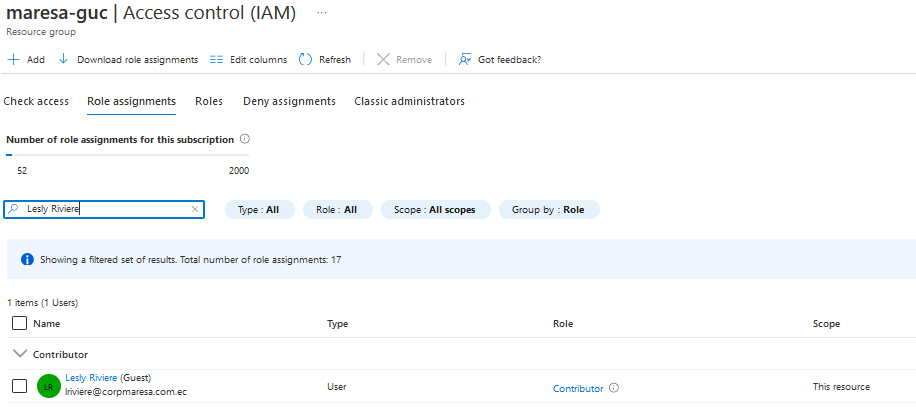 maresa-guc | Access control (IAM) ...
Resource group
Add Download role assignments Edit columns Refresh Remove Got feedback?
Check access Role assignments Roles Deny assignments Classic administrators
Number of role assignments for this subscription
52 2000
Lesly Riviere Type : All Role : All Scope : All scopes Group by : Role
Showing a filtered set of results. Total number of role assignments: 17
1 items (1 Users)
Name Type Role Scope
Contributor
LR Lesly Riviere (Guest)
lriviere@corpmaresa.com.ec User Contributor This resource